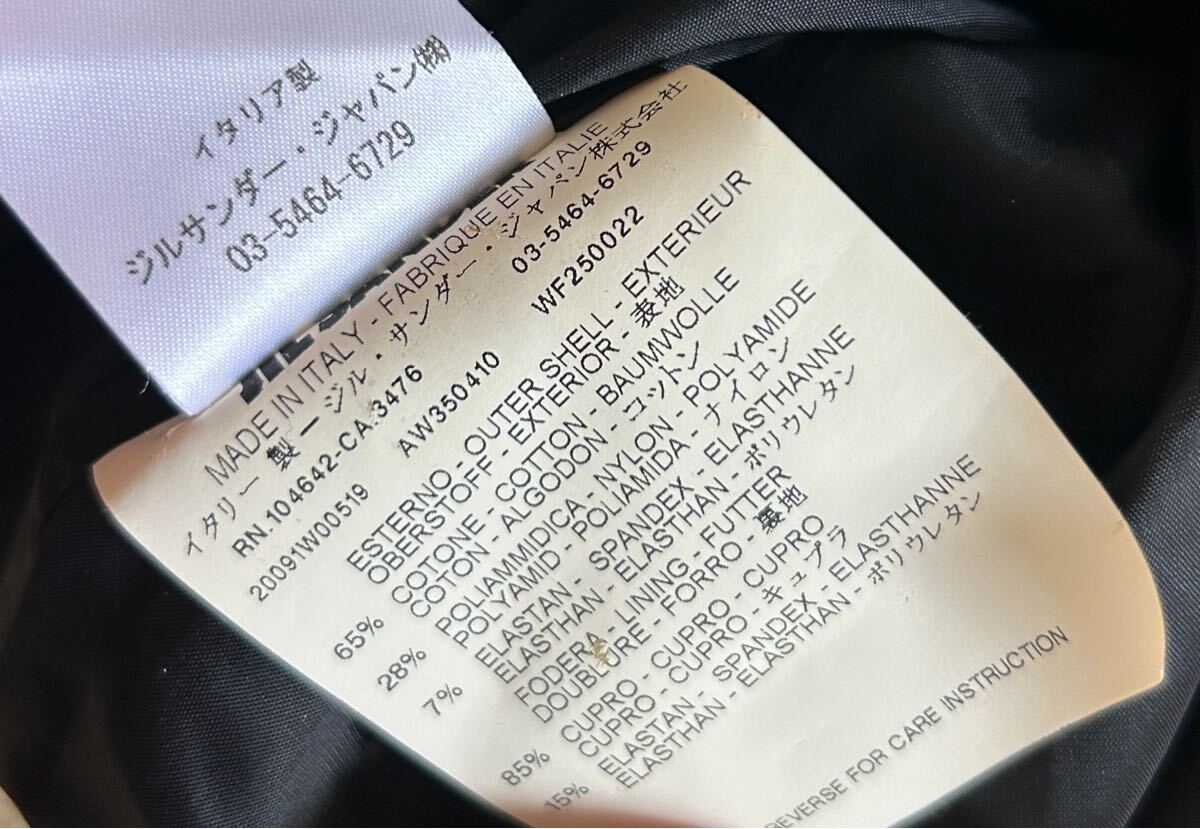 イタリア製
ジルサンダー・ジャパン㈱
03-5464-6729
MADE IN ITALY - FABRIQUE EN ITALIE
イタリー製 ージル・サンダー・ジャパン株式会社
RN.104642-CA.3476 03-5464-6729
20091W00519 AW350410 WF250022
ESTERNO - OUTER SHELL - EXTERIEUR
OBERSTOFF - EXTERIOR - 表地
65% COTONE - COTTON - BAUMWOLLE
COTON - ALGODON - コットン
28% POLIAMMIDICA - NYLON - POLYAMIDE
POLYAMID - POLIAMIDA - ナイロン
7% ELASTAN - SPANDEX - ELASTHANNE
ELASTHAN - ELASTHAN - ポリウレタン
FODERA - LINING - FUTTER
DOUBLURE - FORRO - 裏地
85% CUPRO - CUPRO - CUPRO
CUPRO - CUPRO - キュプラ
15% ELASTAN - SPANDEX - ELASTHANNE
ELASTHAN - ELASTHAN - ポリウレタン
REVERSE FOR CARE INSTRUCTION